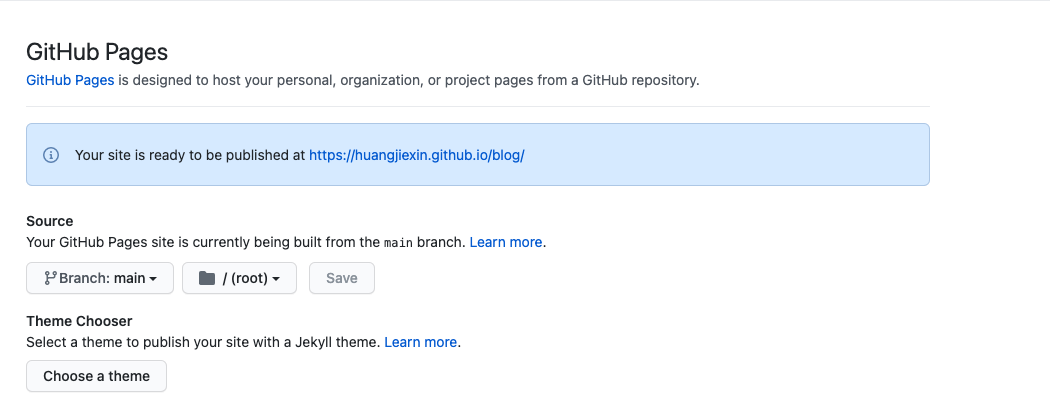 GitHub Pages
GitHub Pages is designed to host your personal, organization, or project pages from a GitHub repository.
Your site is ready to be published at https://huangjiexin.github.io/blog/
Source
Your GitHub Pages site is currently being built from the main branch. Learn more.
Branch: main / (root) Save
Theme Chooser
Select a theme to publish your site with a Jekyll theme. Learn more.
Choose a theme